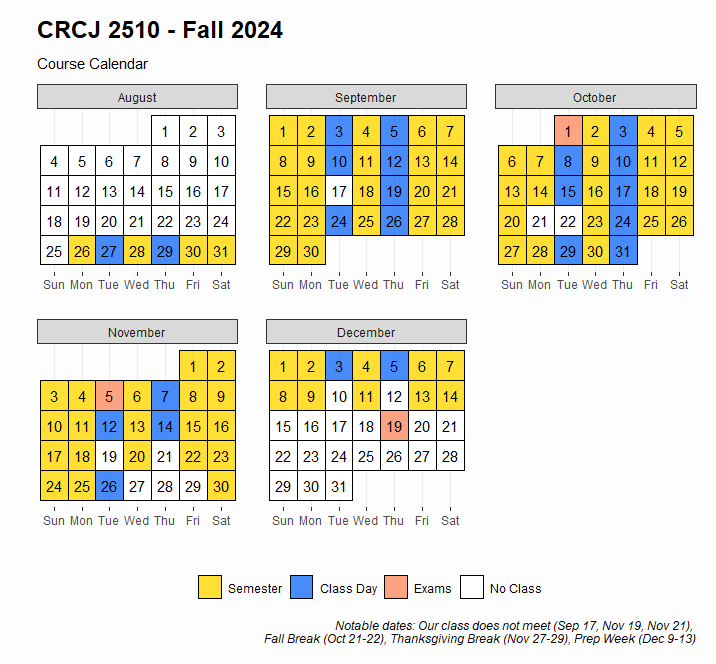 CRCJ 2510 - Fall 2024
Course Calendar
August
1 2 3
4 5 6 7 8 9 10
11 12 13 14 15 16 17
18 19 20 21 22 23 24
25 26 27 28 29 30 31
Sun Mon Tue Wed Thu Fri Sat
September
1 2 3 4 5 6 7
8 9 10 11 12 13 14
15 16 17 18 19 20 21
22 23 24 25 26 27 28
29 30
Sun Mon Tue Wed Thu Fri Sat
October
1 2 3 4 5
6 7 8 9 10 11 12
13 14 15 16 17 18 19
20 21 22 23 24 25 26
27 28 29 30 31
Sun Mon Tue Wed Thu Fri Sat
November
1 2
3 4 5 6 7 8 9
10 11 12 13 14 15 16
17 18 19 20 21 22 23
24 25 26 27 28 29 30
Sun Mon Tue Wed Thu Fri Sat
December
1 2 3 4 5 6 7
8 9 10 11 12 13 14
15 16 17 18 19 20 21
22 23 24 25 26 27 28
29 30 31
Sun Mon Tue Wed Thu Fri Sat
Semester Class Day Exams No Class
Notable dates: Our class does not meet (Sep 17, Nov 19, Nov 21),
Fall Break (Oct 21-22), Thanksgiving Break (Nov 27-29), Prep Week (Dec 9-13)